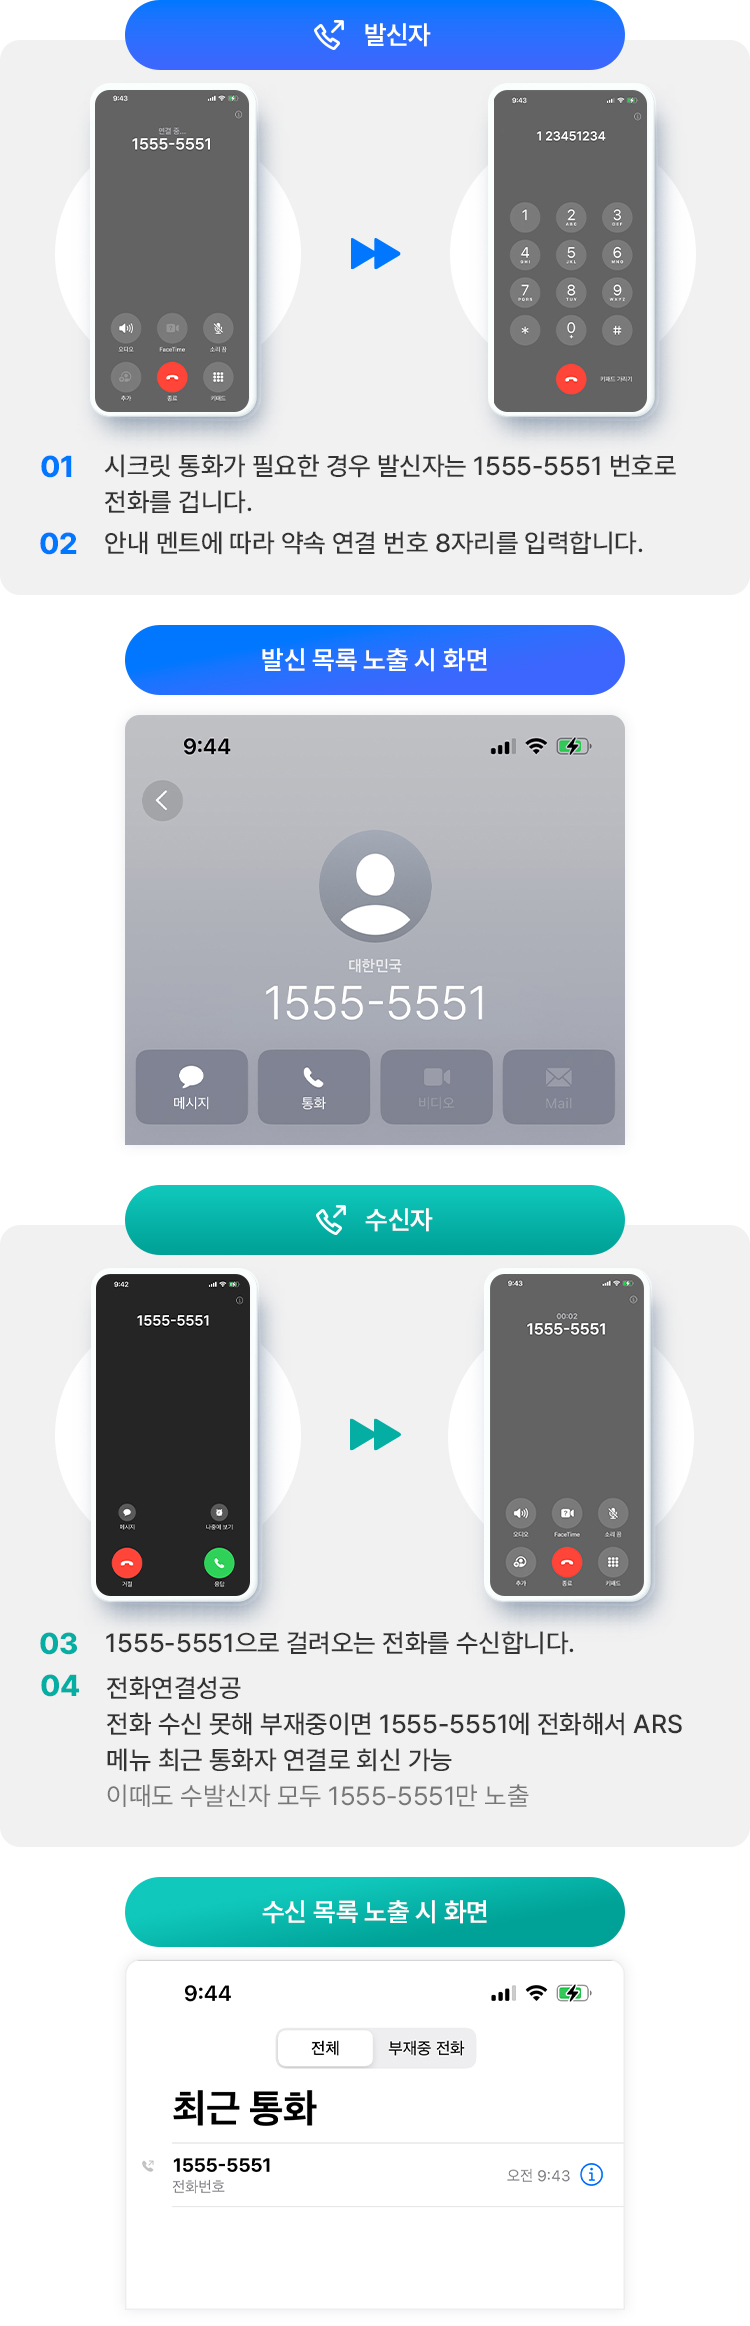 발신자
9:43
연결 중...
1555-5551
오디오
FaceTime
소리 끔
추가
종료
키패드
9:43
1 23451234
1
2
ABC
3
DEF
4
GHI
5
JKL
6
MNO
7
PQRS
8
TUV
9
WXYZ
*
0
+
#
키패드 가리기
01 시크릿 통화가 필요한 경우 발신자는 1555-5551 번호로
전화를 겁니다.
02 안내 멘트에 따라 약속 연결 번호 8자리를 입력합니다.
발신 목록 노출 시 화면
9:44
대한민국
1555-5551
메시지
통화
비디오
Mail
수신자
9:42
1555-5551
메시지
나중에 보기
거절
응답
9:43
00:02
1555-5551
오디오
FaceTime
소리 끔
추가
종료
키패드
03 1555-5551으로 걸려오는 전화를 수신합니다.
04 전화연결성공
전화 수신 못해 부재중이면 1555-5551에 전화해서 ARS
메뉴 최근 통화자 연결로 회신 가능
이때도 수발신자 모두 1555-5551만 노출
수신 목록 노출 시 화면
9:44
전체
부재중 전화
최근 통화
1555-5551
전화번호
오전 9:43